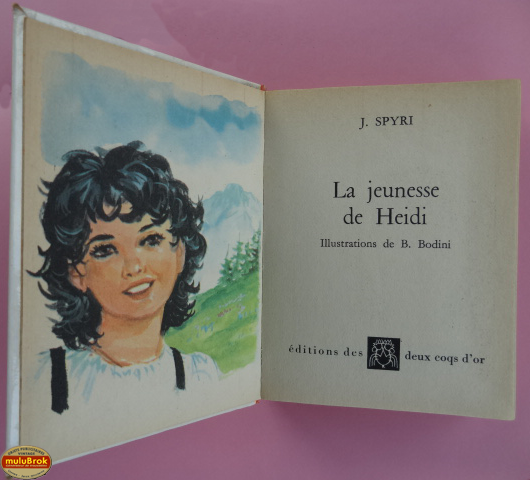 J. SPYRI
La jeunesse
de Heidi
Illustrations de B. Bodini
éditions des deux coqs d'or
muluBrok